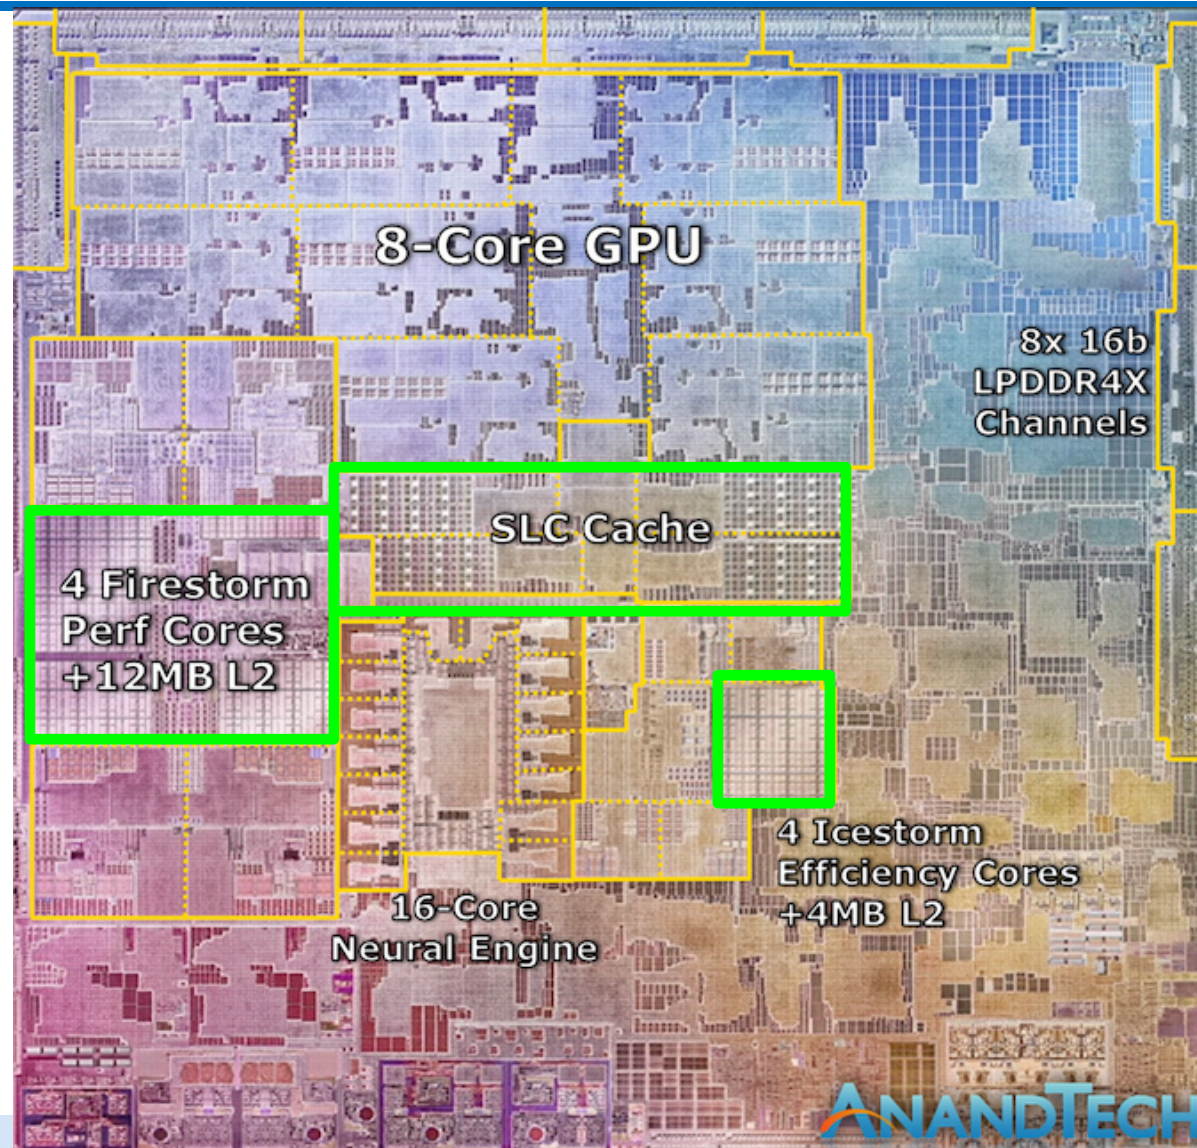 8-Core GPU
8x 16b
LPDDR4X
Channels
SLC Cache
4 Firestorm
Perf Cores
+12MB L2
4 Icestorm
Efficiency Cores
+4MB L2
16-Core
Neural Engine
ANANDTECH